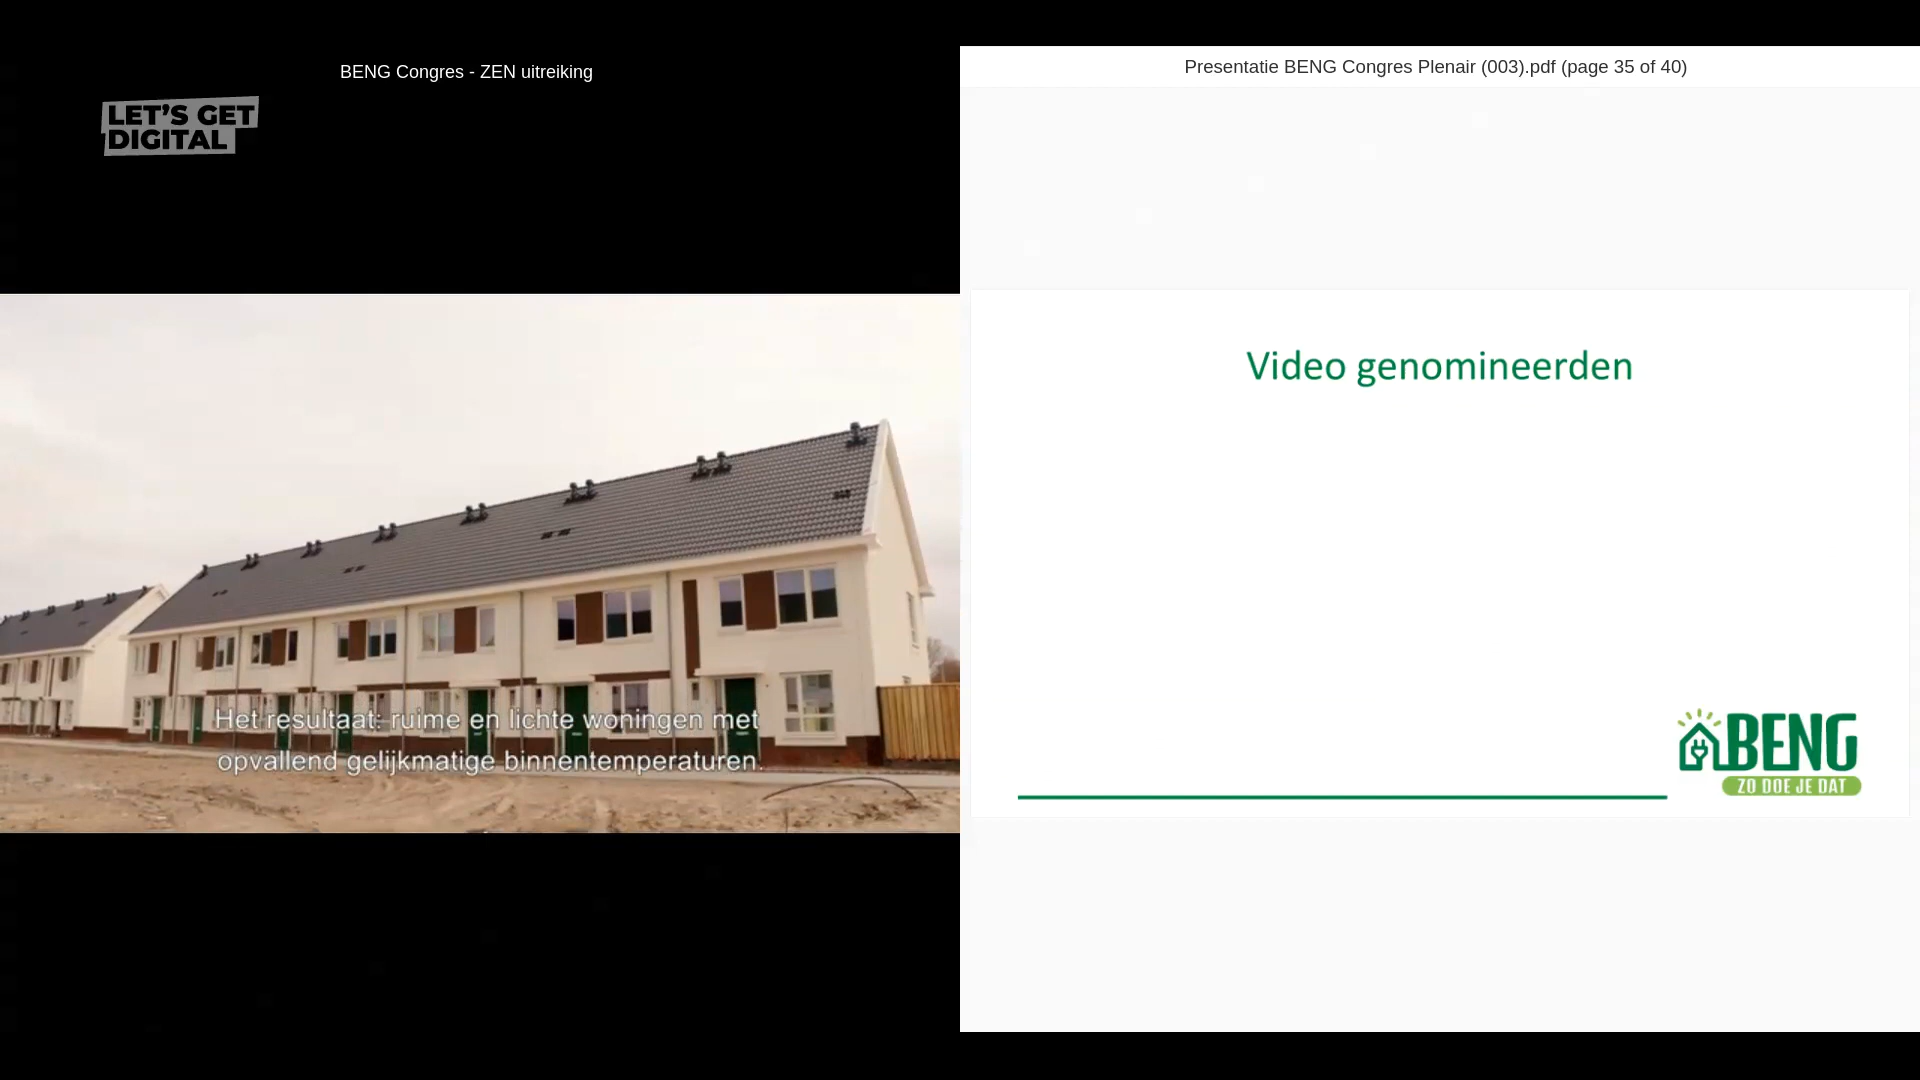 BENG Congres - ZEN uitreiking
LET'S GET
DIGITAL
Het resultaat: ruime en lichte woningen met
opvallend gelijkmatige binnentemperaturen.
Presentatie BENG Congres Plenair (003).pdf (page 35 of 40)
Video genomineerden
BENG
ZO DOE JE DAT